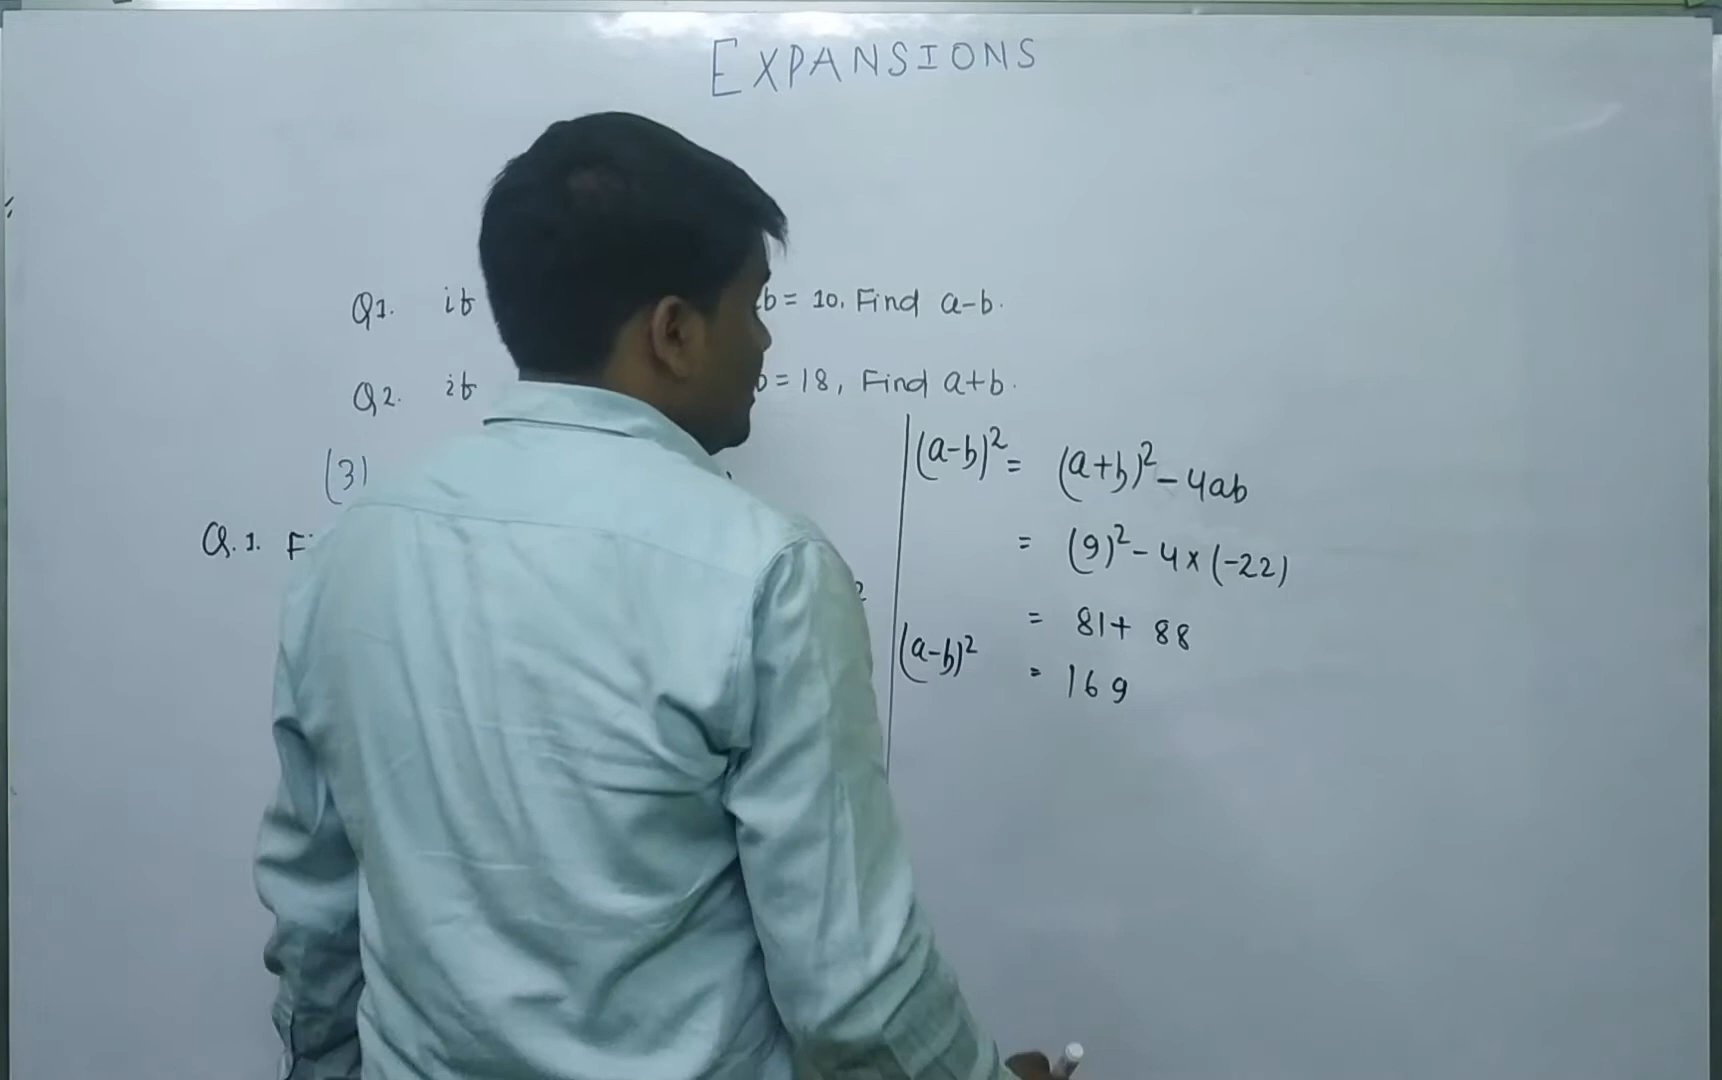 EXPANSIONS
Q1. if b = 10. Find a-b.
Q2. if = 18, Find a+b.
(3)
Q.1. F
(a-b)² = (a+b)² - 4ab
= (9)² - 4 × (-22)
= 81 + 88
(a-b)² = 169